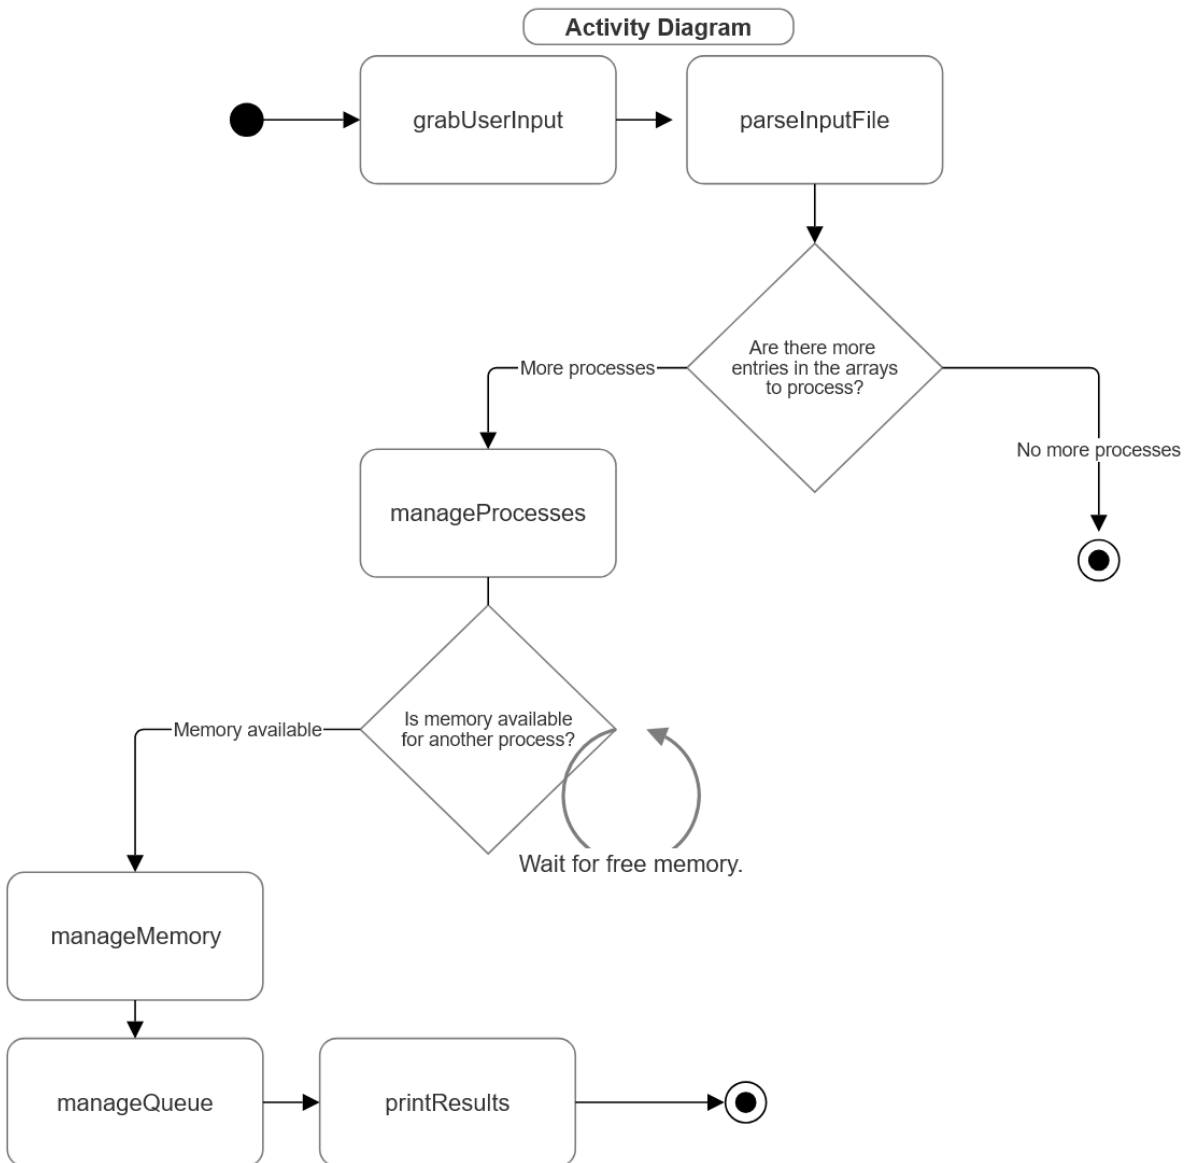 Activity Diagram
grabUserInput
parseInputFile
Are there more
entries in the arrays
to process?
More processes
No more processes
manageProcesses
Is memory available
for another process?
Memory available
Wait for free memory.
manageMemory
manageQueue
printResults